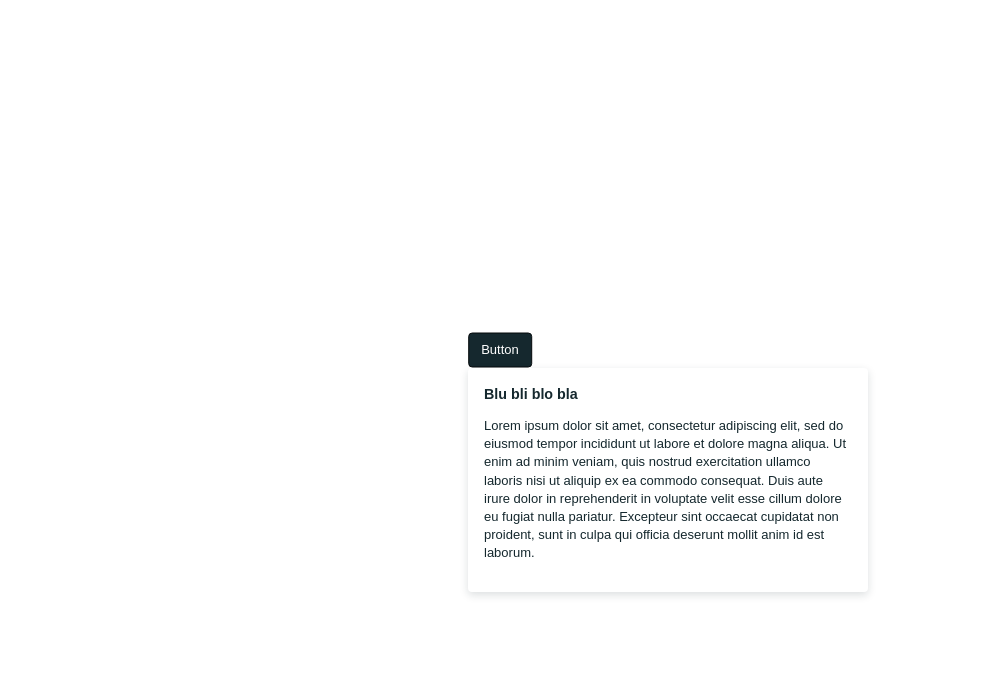 Button
Blu bli blo bla
Lorem ipsum dolor sit amet, consectetur adipiscing elit, sed do
eiusmod tempor incididunt ut labore et dolore magna aliqua. Ut
enim ad minim veniam, quis nostrud exercitation ullamco
laboris nisi ut aliquip ex ea commodo consequat. Duis aute
irure dolor in reprehenderit in voluptate velit esse cillum dolore
eu fugiat nulla pariatur. Excepteur sint occaecat cupidatat non
proident, sunt in culpa qui officia deserunt mollit anim id est
laborum.